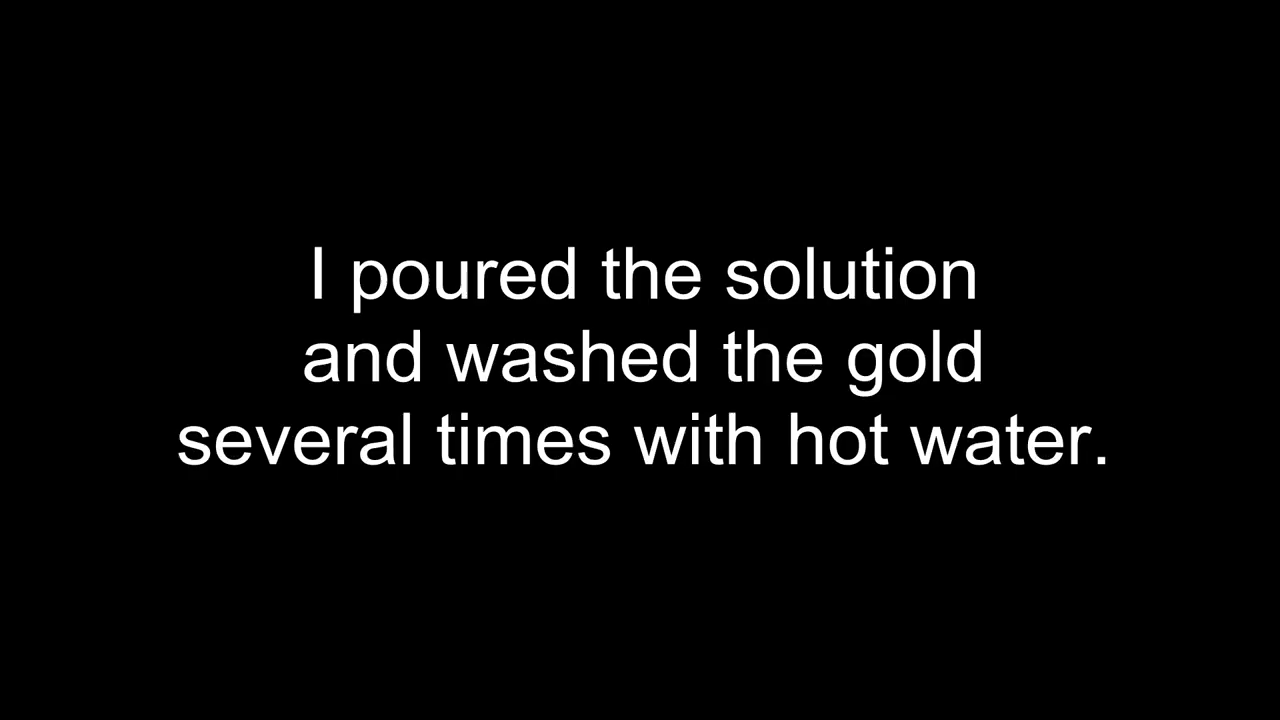 I poured the solution
and washed the gold
several times with hot water.